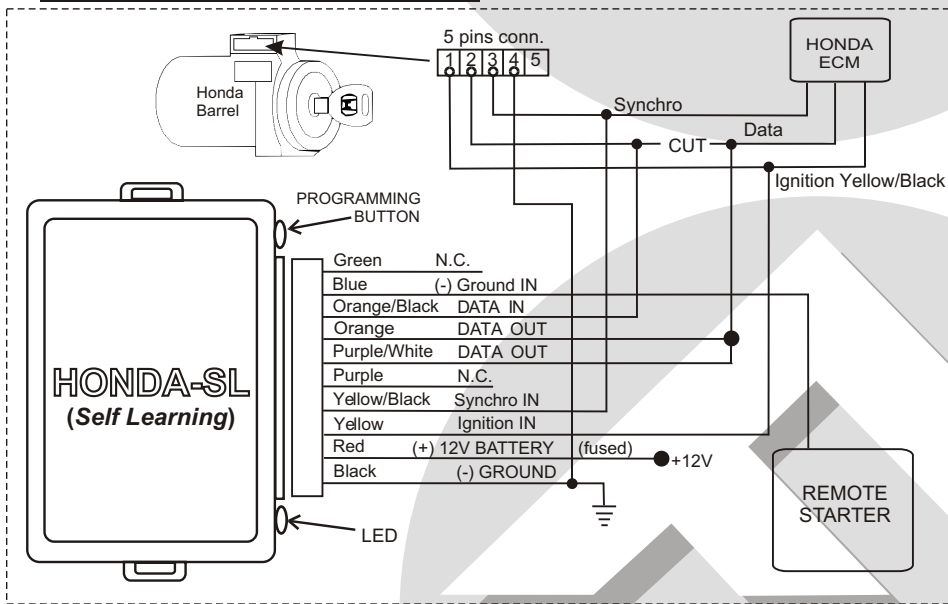 5 pins conn.
1 2 3 4 5
HONDA
ECM
Honda
Barrel
Synchro
Data
CUT
Ignition Yellow/Black
PROGRAMMING
BUTTON
Green N.C.
Blue (-) Ground IN
Orange/Black DATA IN
Orange DATA OUT
Purple/White DATA OUT
Purple N.C.
Yellow/Black Synchro IN
Yellow Ignition IN
Red (+) 12V BATTERY (fused) +12V
Black (-) GROUND
HONDA-SL
(Self Learning)
LED
REMOTE
STARTER